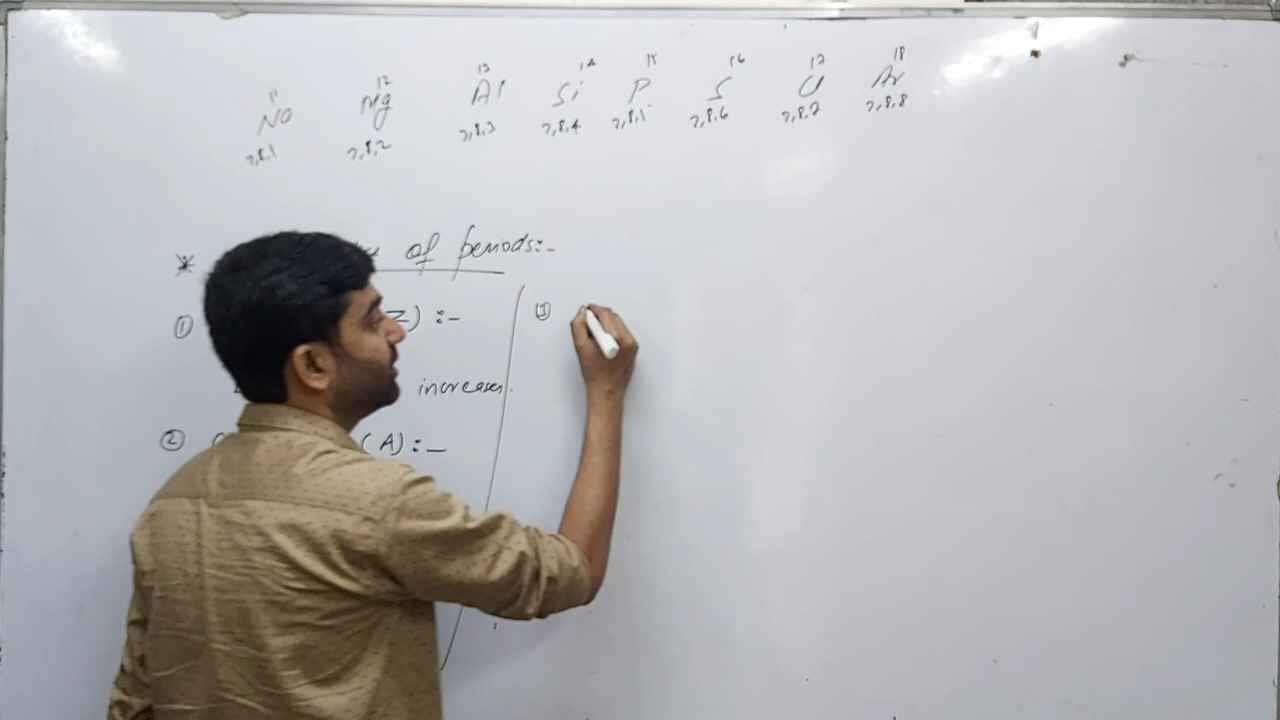 11 12 13 14 15 16 17 18
Na Mg Al Si P S Cl Ar
2,8,1 2,8,2 2,8,3 2,8,4 2,8,5 2,8,6 2,8,7 2,8,8
* of periods:-
① Z) :-
increases.
② (A) :-
③